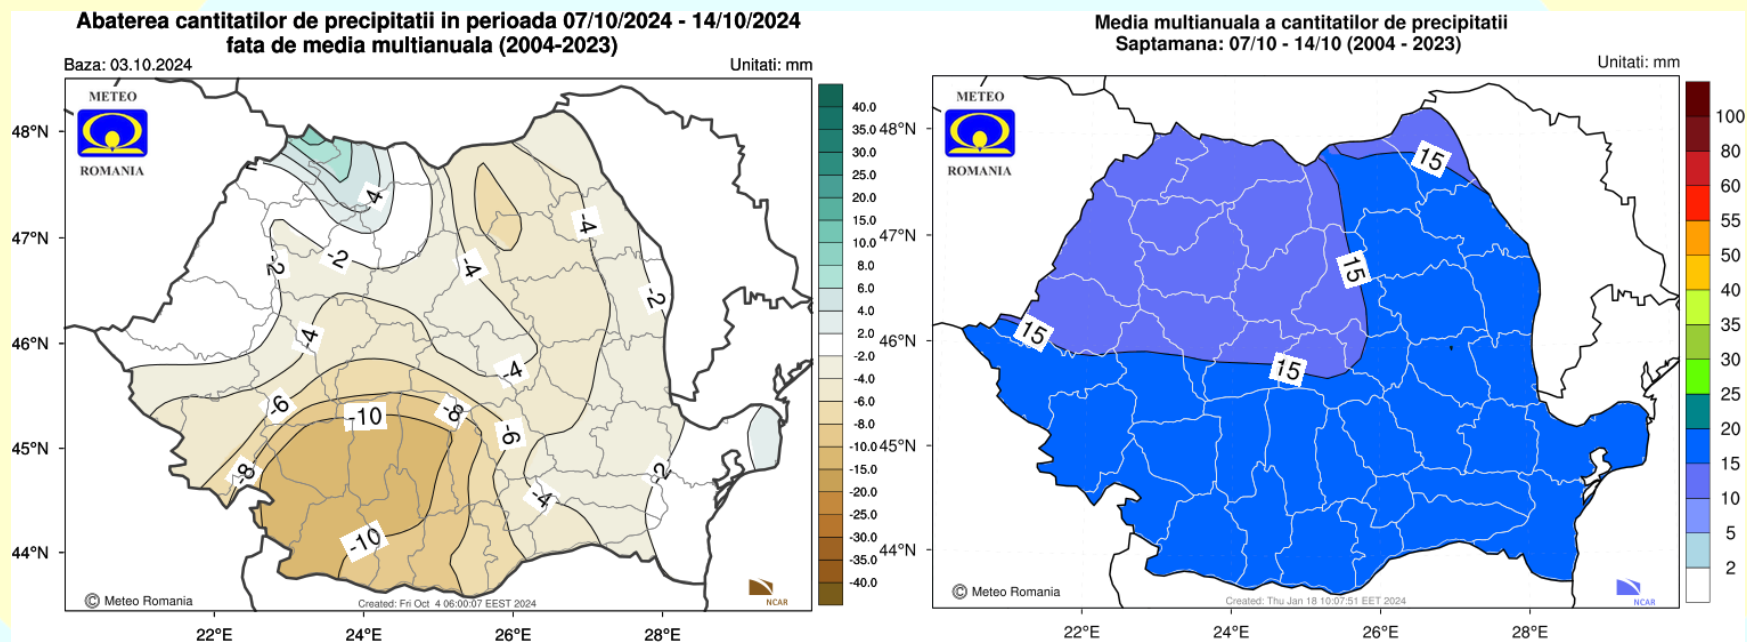 Abaterea cantitatilor de precipitatii in perioada 07/10/2024 - 14/10/2024
fata de media multianuala (2004-2023)
Baza: 03.10.2024
Unitati: mm
METEO
ROMANIA
48°N
47°N
46°N
45°N
44°N
22°E
24°E
26°E
28°E
4
-2
-2
-4
-4
-2
-4
-4
-6
-10
-8
-6
-8
-2
-4
-10
40.0
35.0
30.0
25.0
20.0
15.0
10.0
8.0
6.0
4.0
2.0
-2.0
-4.0
-6.0
-8.0
-10.0
-15.0
-20.0
-25.0
-30.0
-35.0
-40.0
© Meteo Romania
Created: Fri Oct 4 06:00:07 EEST 2024
NCAR
Media multianuala a cantitatilor de precipitatii
Saptamana: 07/10 - 14/10 (2004 - 2023)
Unitati: mm
METEO
ROMANIA
48°N
47°N
46°N
45°N
44°N
22°E
24°E
26°E
28°E
15
15
15
15
100
80
60
55
50
40
35
30
25
20
15
10
5
2
© Meteo Romania
Created: Thu Jan 18 10:07:51 EET 2024
NCAR